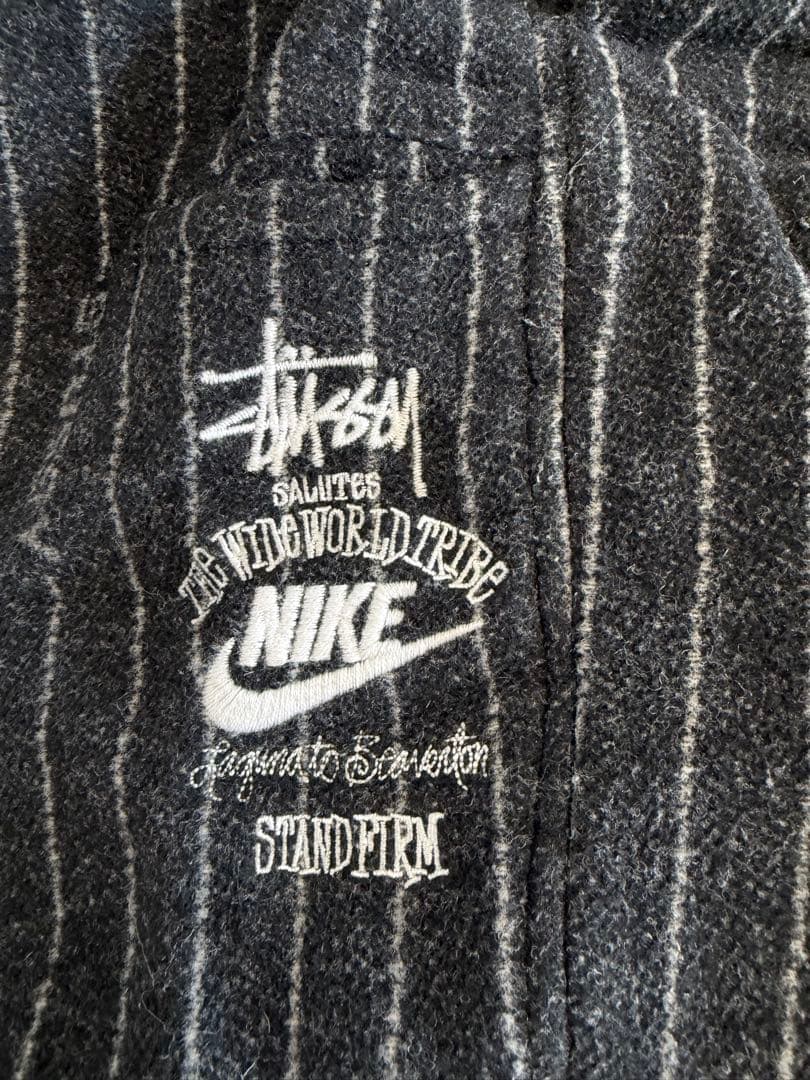 Stüssy
SALUTES
THE WIDE WORLD TRIBE
NIKE
Laguna to Beaverton
STAND FIRM